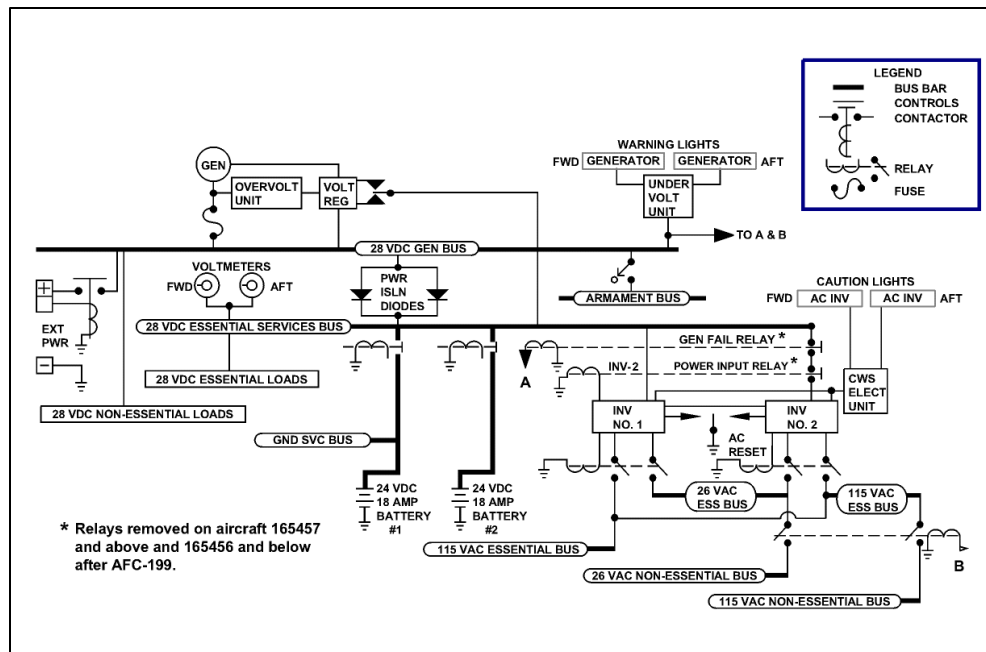 LEGEND
BUS BAR
CONTROLS
CONTACTOR
RELAY
FUSE
WARNING LIGHTS
FWD GENERATOR GENERATOR AFT
GEN
OVERVOLT
UNIT
VOLT
REG
UNDER
VOLT
UNIT
TO A & B
28 VDC GEN BUS
VOLTMETERS
FWD AFT
PWR
ISLN
DIODES
ARMAMENT BUS
CAUTION LIGHTS
FWD AC INV AC INV AFT
+
EXT
PWR
-
28 VDC ESSENTIAL SERVICES BUS
GEN FAIL RELAY *
A
INV-2 POWER INPUT RELAY *
CWS
ELECT
UNIT
28 VDC ESSENTIAL LOADS
28 VDC NON-ESSENTIAL LOADS
INV
NO. 1
INV
NO. 2
AC
RESET
GND SVC BUS
24 VDC
18 AMP
BATTERY
#1
24 VDC
18 AMP
BATTERY
#2
26 VAC
ESS BUS
115 VAC
ESS BUS
* Relays removed on aircraft 165457
and above and 165456 and below
after AFC-199.
115 VAC ESSENTIAL BUS
B
26 VAC NON-ESSENTIAL BUS
115 VAC NON-ESSENTIAL BUS